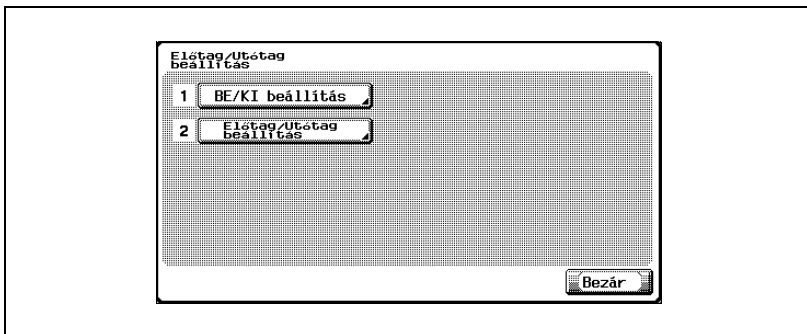 Előtag/Utótag
beállítás
1 BE/KI beállítás
2 Előtag/Utótag
beállítás
Bezár